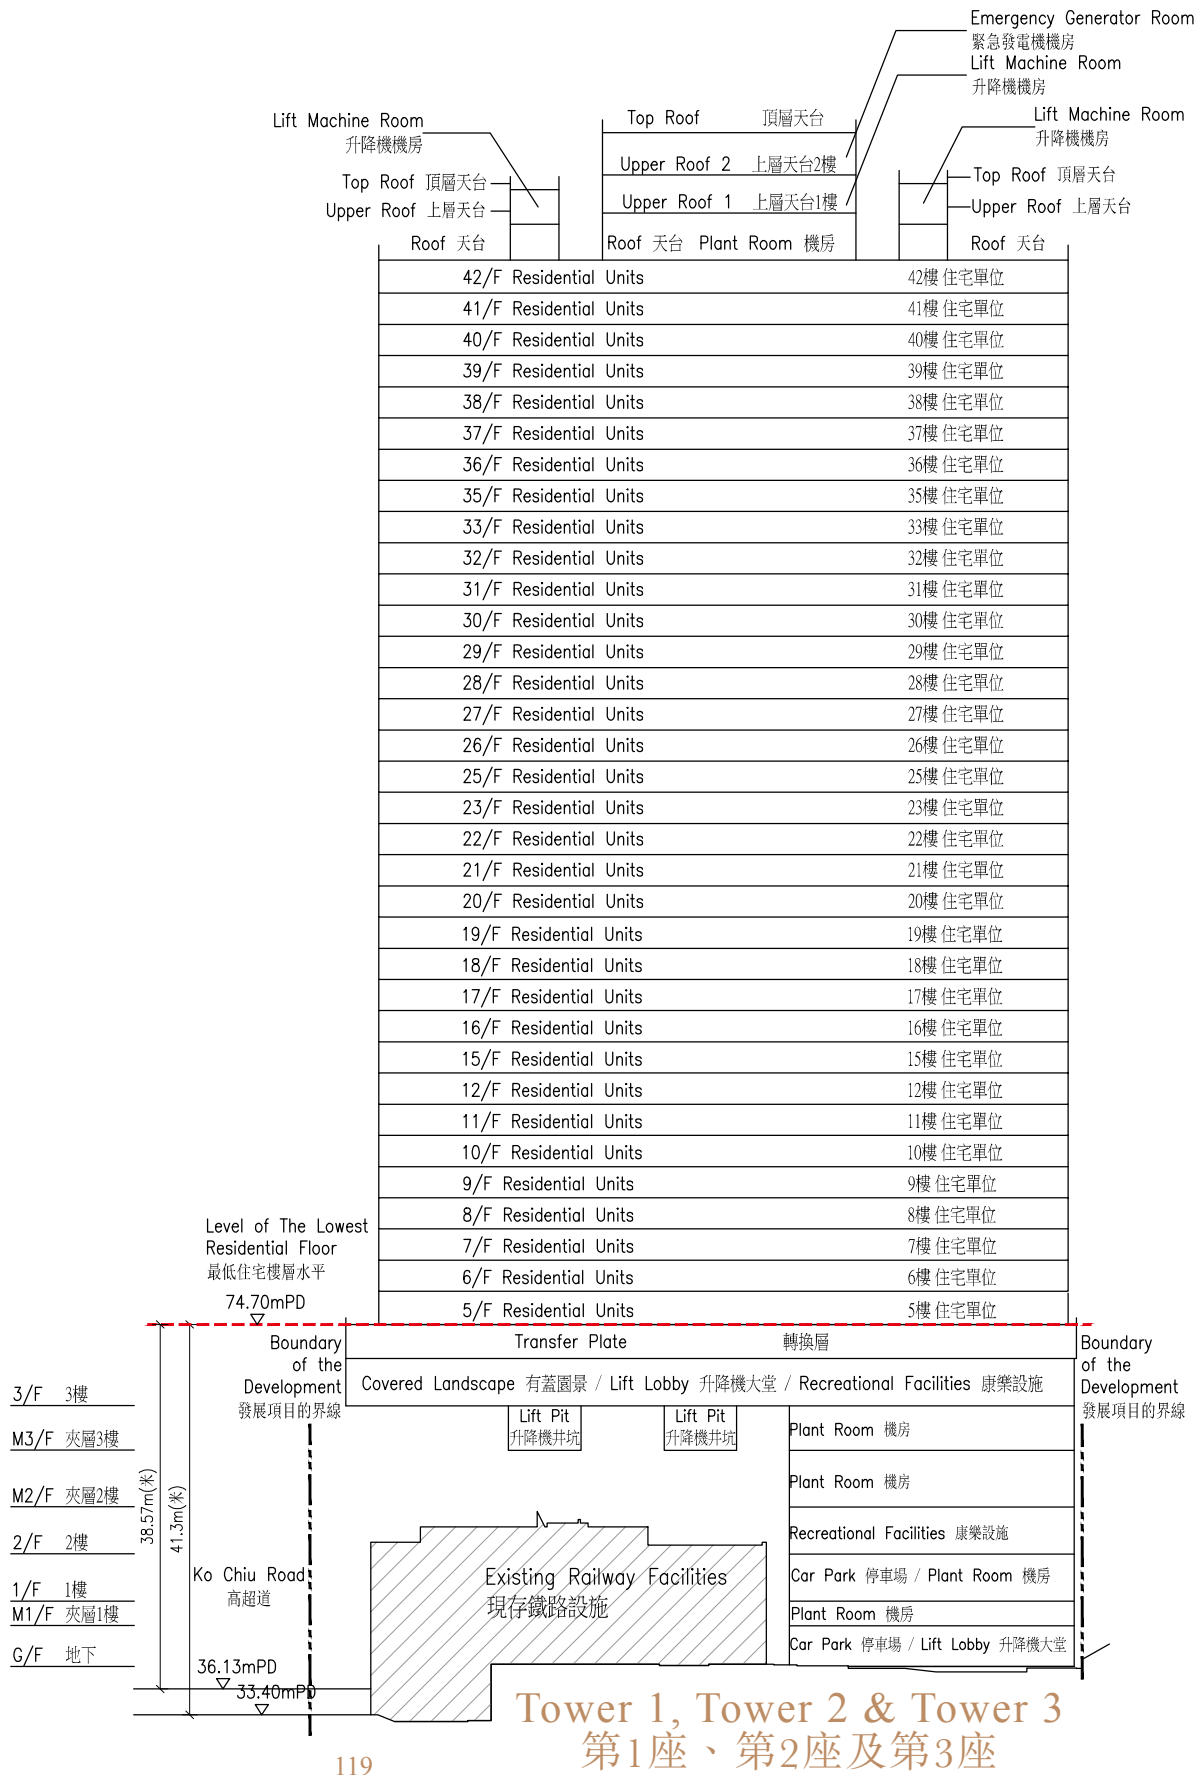 Emergency Generator Room
緊急發電機機房
Lift Machine Room
升降機機房
Lift Machine Room
升降機機房
Lift Machine Room
升降機機房
Top Roof 頂層天台
Upper Roof 2 上層天台2樓
Top Roof 頂層天台
Top Roof 頂層天台
Upper Roof 1 上層天台1樓
Upper Roof 上層天台
Upper Roof 上層天台
Roof 天台
Roof 天台 Plant Room 機房
Roof 天台
42/F Residential Units 42樓 住宅單位
41/F Residential Units 41樓 住宅單位
40/F Residential Units 40樓 住宅單位
39/F Residential Units 39樓 住宅單位
38/F Residential Units 38樓 住宅單位
37/F Residential Units 37樓 住宅單位
36/F Residential Units 36樓 住宅單位
35/F Residential Units 35樓 住宅單位
33/F Residential Units 33樓 住宅單位
32/F Residential Units 32樓 住宅單位
31/F Residential Units 31樓 住宅單位
30/F Residential Units 30樓 住宅單位
29/F Residential Units 29樓 住宅單位
28/F Residential Units 28樓 住宅單位
27/F Residential Units 27樓 住宅單位
26/F Residential Units 26樓 住宅單位
25/F Residential Units 25樓 住宅單位
23/F Residential Units 23樓 住宅單位
22/F Residential Units 22樓 住宅單位
21/F Residential Units 21樓 住宅單位
20/F Residential Units 20樓 住宅單位
19/F Residential Units 19樓 住宅單位
18/F Residential Units 18樓 住宅單位
17/F Residential Units 17樓 住宅單位
16/F Residential Units 16樓 住宅單位
15/F Residential Units 15樓 住宅單位
12/F Residential Units 12樓 住宅單位
11/F Residential Units 11樓 住宅單位
10/F Residential Units 10樓 住宅單位
9/F Residential Units 9樓 住宅單位
8/F Residential Units 8樓 住宅單位
7/F Residential Units 7樓 住宅單位
6/F Residential Units 6樓 住宅單位
5/F Residential Units 5樓 住宅單位
Level of The Lowest
Residential Floor
最低住宅樓層水平
74.70mPD
Transfer Plate 轉換層
Covered Landscape 有蓋園景 / Lift Lobby 升降機大堂 / Recreational Facilities 康樂設施
Boundary
of the
Development
發展項目的界線
Boundary
of the
Development
發展項目的界線
3/F 3樓
M3/F 夾層3樓
M2/F 夾層2樓
2/F 2樓
1/F 1樓
M1/F 夾層1樓
G/F 地下
38.57m(米)
41.3m(米)
Lift Pit
升降機井坑
Lift Pit
升降機井坑
Plant Room 機房
Plant Room 機房
Recreational Facilities 康樂設施
Car Park 停車場 / Plant Room 機房
Plant Room 機房
Car Park 停車場 / Lift Lobby 升降機大堂
Ko Chiu Road
高超道
Existing Railway Facilities
現存鐵路設施
36.13mPD
33.40mPD
Tower 1, Tower 2 & Tower 3
第1座、第2座及第3座
119